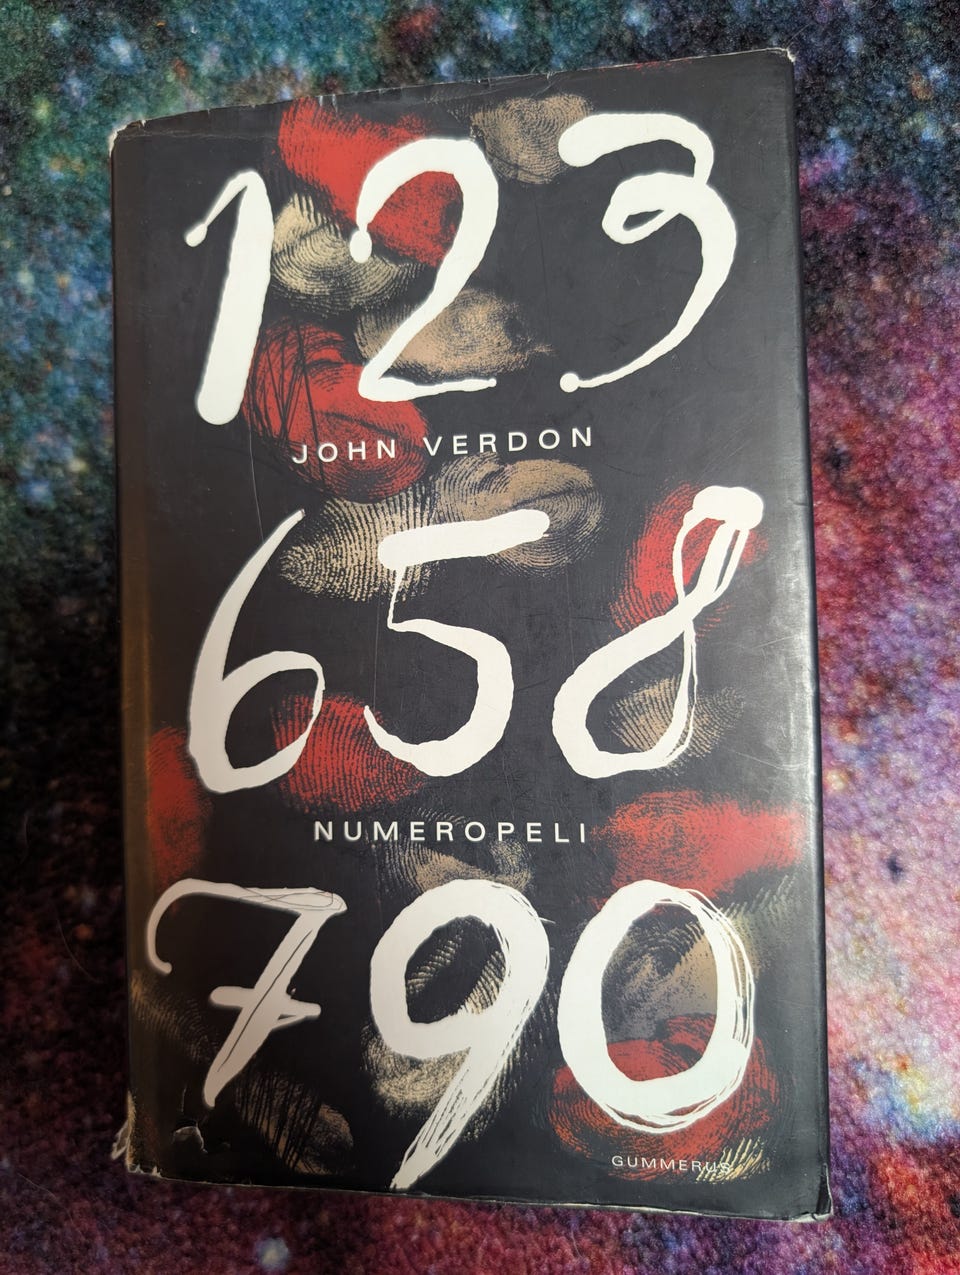 123
JOHN VERDON
658
NUMEROPELI
790
GUMMERUS